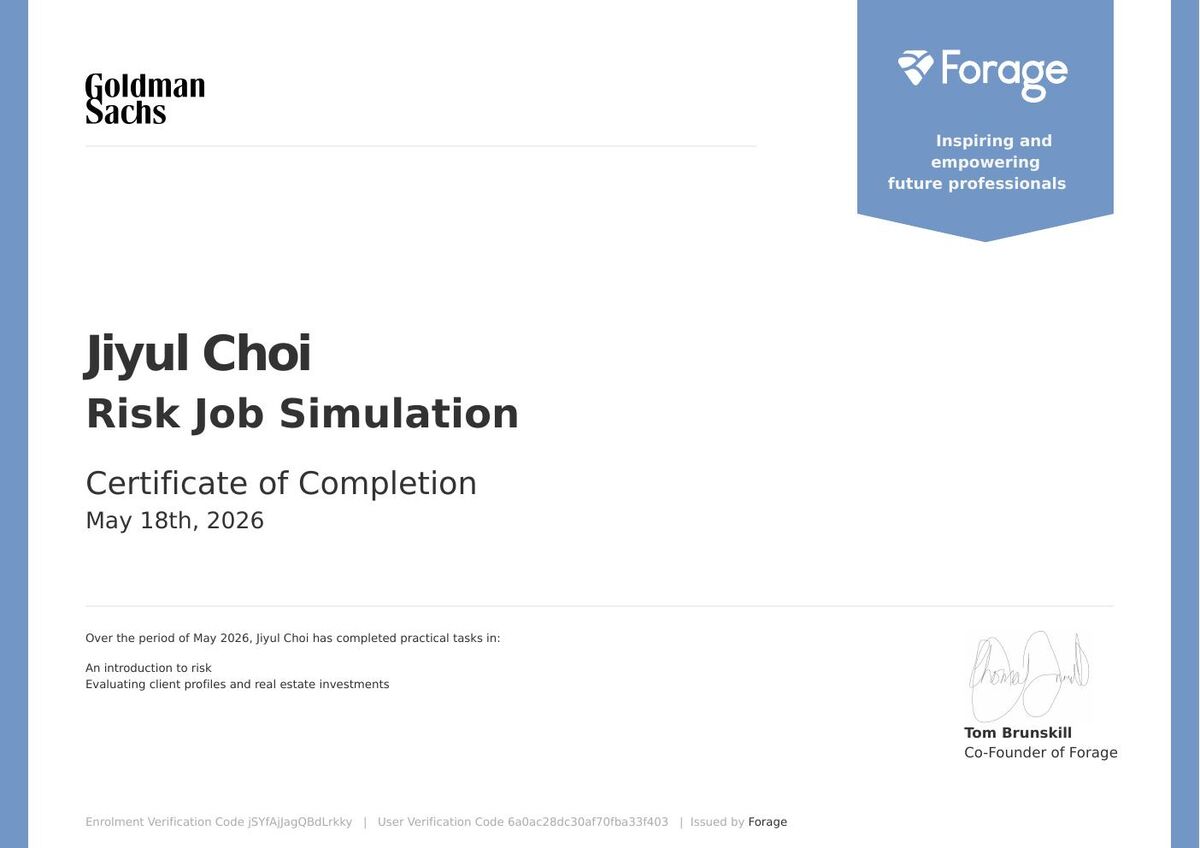 Goldman
Sachs
Forage
Inspiring and
empowering
future professionals
Jiyul Choi
Risk Job Simulation
Certificate of Completion
May 18th, 2026
Over the period of May 2026, Jiyul Choi has completed practical tasks in:
An introduction to risk
Evaluating client profiles and real estate investments
Tom Brunskill
Co-Founder of Forage
Enrolment Verification Code jSYfAjJagQBdLrkky | User Verification Code 6a0ac28dc30af70fba33f403 | Issued by Forage